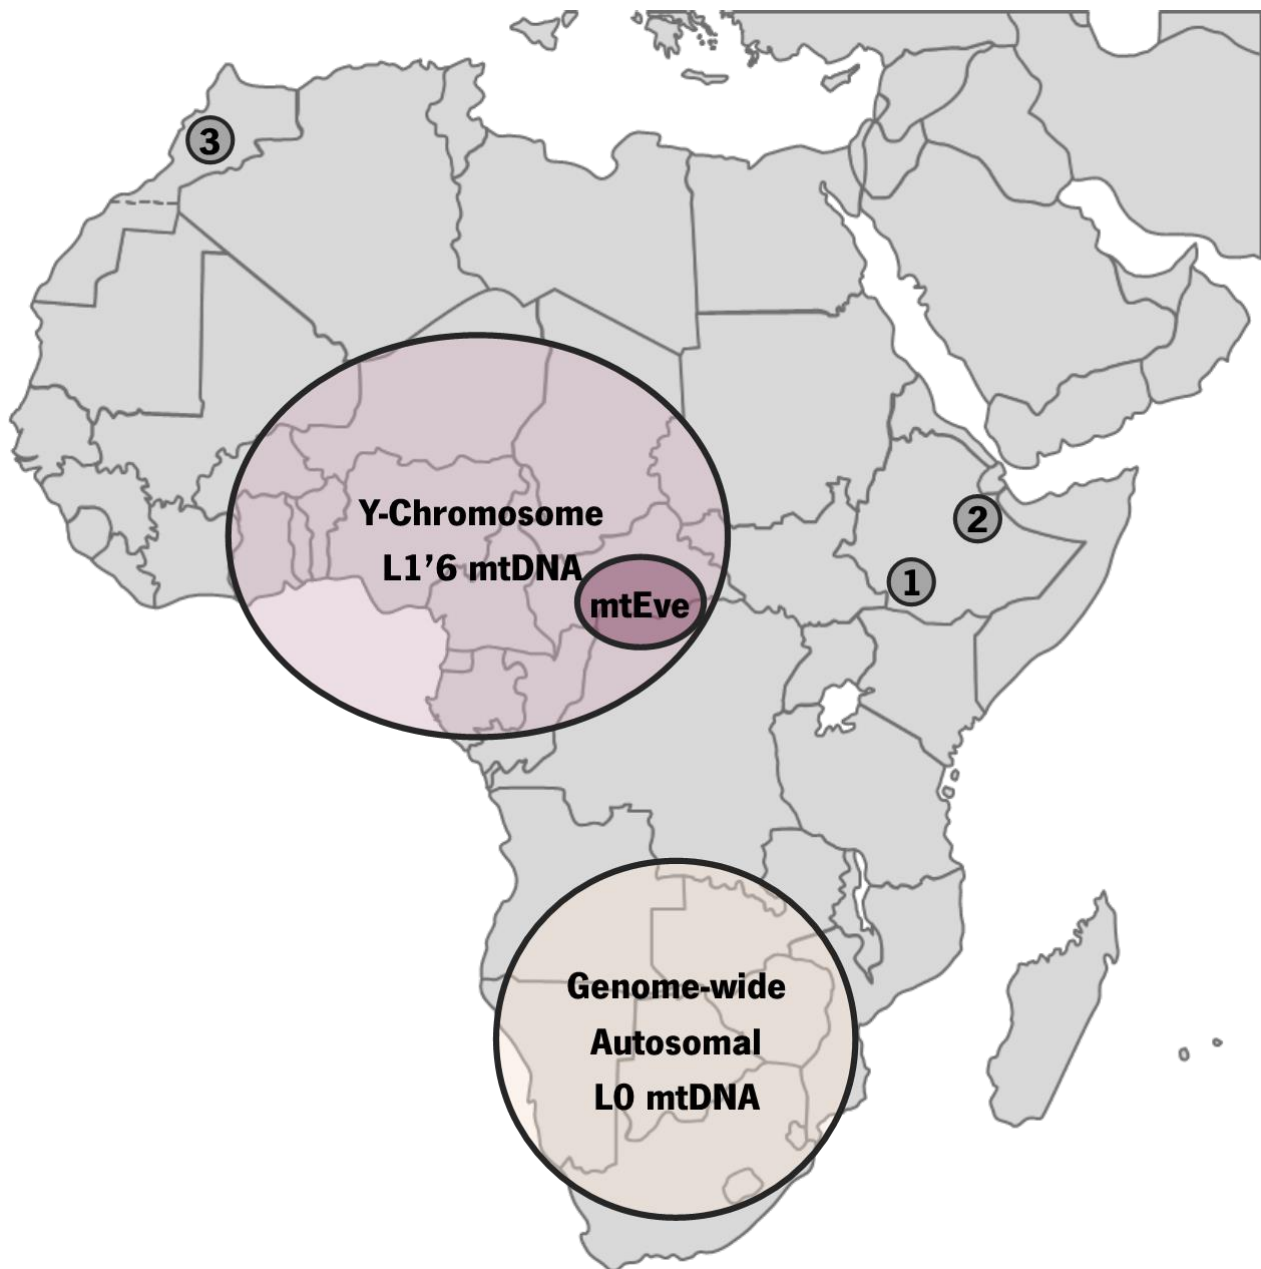 3
Y-Chromosome
L1’6 mtDNA
mtEve
2
1
Genome-wide
Autosomal
L0 mtDNA